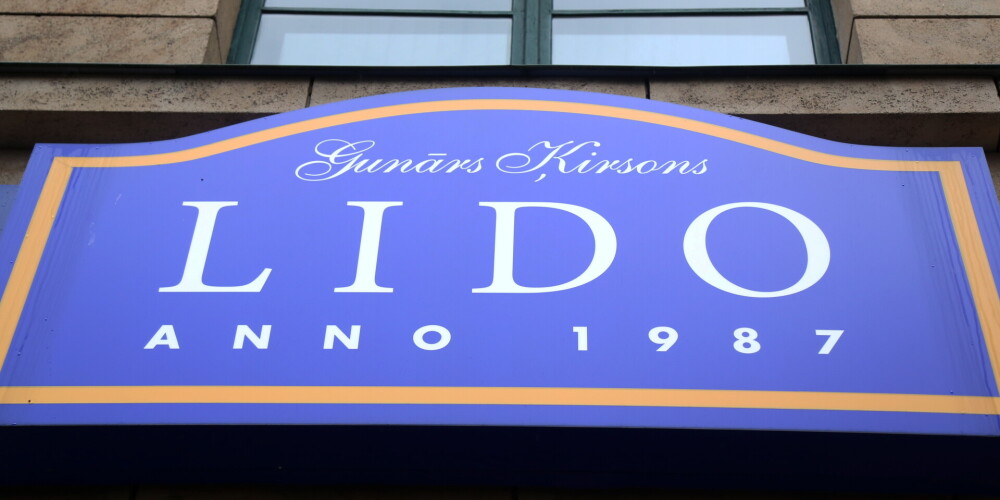 Gunārs Ķirsons
LIDO
ANNO 1987